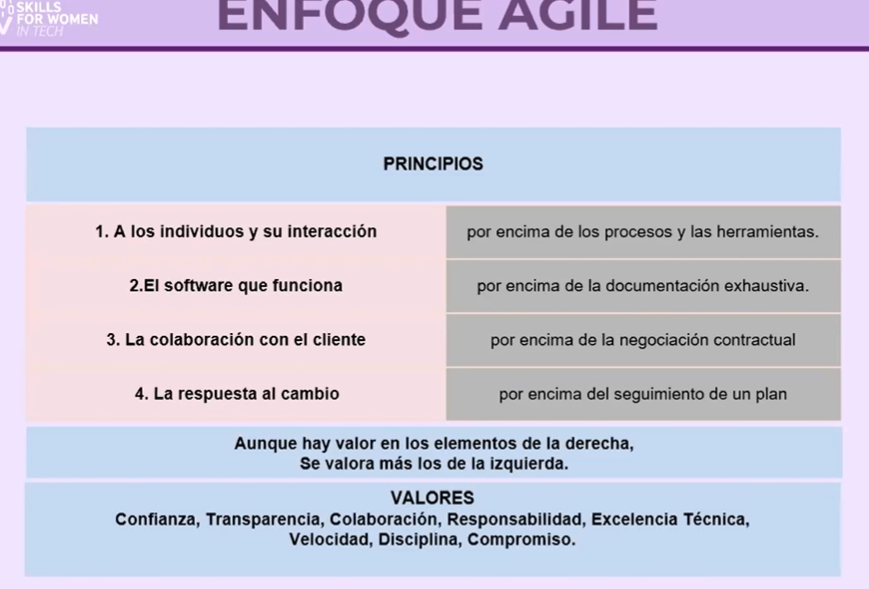 SKILLS
FOR WOMEN
IN TECH
ENFOQUE AGILE
PRINCIPIOS
1. A los individuos y su interacción por encima de los procesos y las herramientas.
2.El software que funciona por encima de la documentación exhaustiva.
3. La colaboración con el cliente por encima de la negociación contractual
4. La respuesta al cambio por encima del seguimiento de un plan
Aunque hay valor en los elementos de la derecha,
Se valora más los de la izquierda.
VALORES
Confianza, Transparencia, Colaboración, Responsabilidad, Excelencia Técnica,
Velocidad, Disciplina, Compromiso.